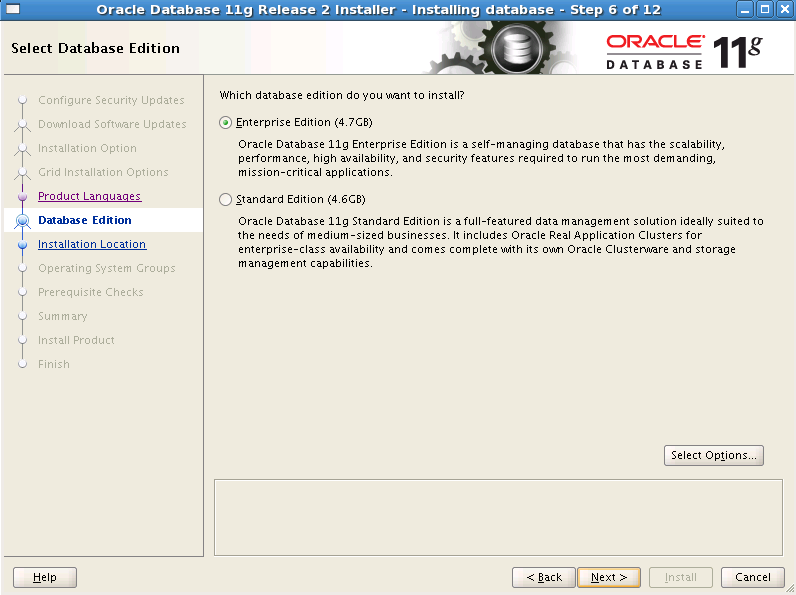 Oracle Database 11g Release 2 Installer - Installing database - Step 6 of 12
Select Database Edition
ORACLE
DATABASE
11g
Configure Security Updates
Download Software Updates
Installation Option
Grid Installation Options
Product Languages
Database Edition
Installation Location
Operating System Groups
Prerequisite Checks
Summary
Install Product
Finish
Which database edition do you want to install?
Enterprise Edition (4.7GB)
Oracle Database 11g Enterprise Edition is a self-managing database that has the scalability,
performance, high availability, and security features required to run the most demanding,
mission-critical applications.
Standard Edition (4.6GB)
Oracle Database 11g Standard Edition is a full-featured data management solution ideally suited to
the needs of medium-sized businesses. It includes Oracle Real Application Clusters for
enterprise-class availability and comes complete with its own Oracle Clusterware and storage
management capabilities.
Select Options...
Help
< Back
Next >
Install
Cancel